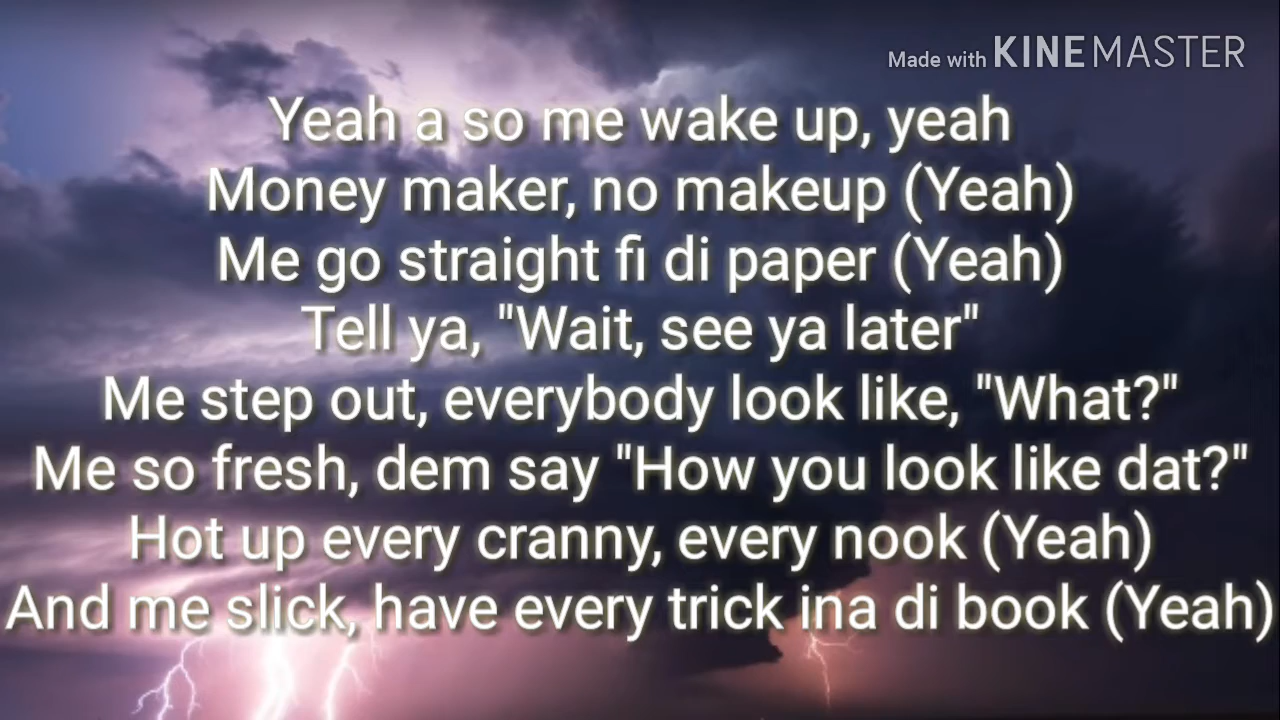 Made with KINEMASTER
Yeah a so me wake up, yeah
Money maker, no makeup (Yeah)
Me go straight fi di paper (Yeah)
Tell ya, "Wait, see ya later"
Me step out, everybody look like, "What?"
Me so fresh, dem say "How you look like dat?"
Hot up every cranny, every nook (Yeah)
And me slick, have every trick ina di book (Yeah)